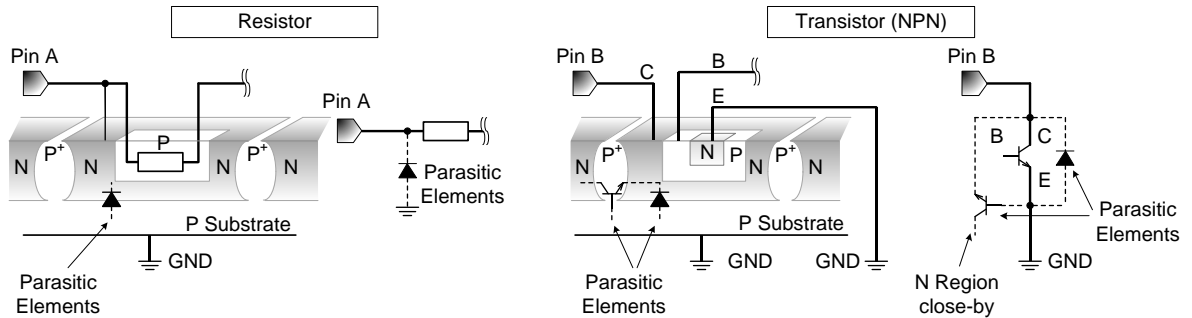 Resistor
Transistor (NPN)
Pin A
Pin A
P
N
P+
N
N
P+
N
Parasitic
Elements
P Substrate
GND
Parasitic
Elements
Pin B
C
B
E
Pin B
N
P+
N
N
P
P+
N
B
C
E
P Substrate
Parasitic
Elements
GND
GND
GND
Parasitic
Elements
N Region
close-by